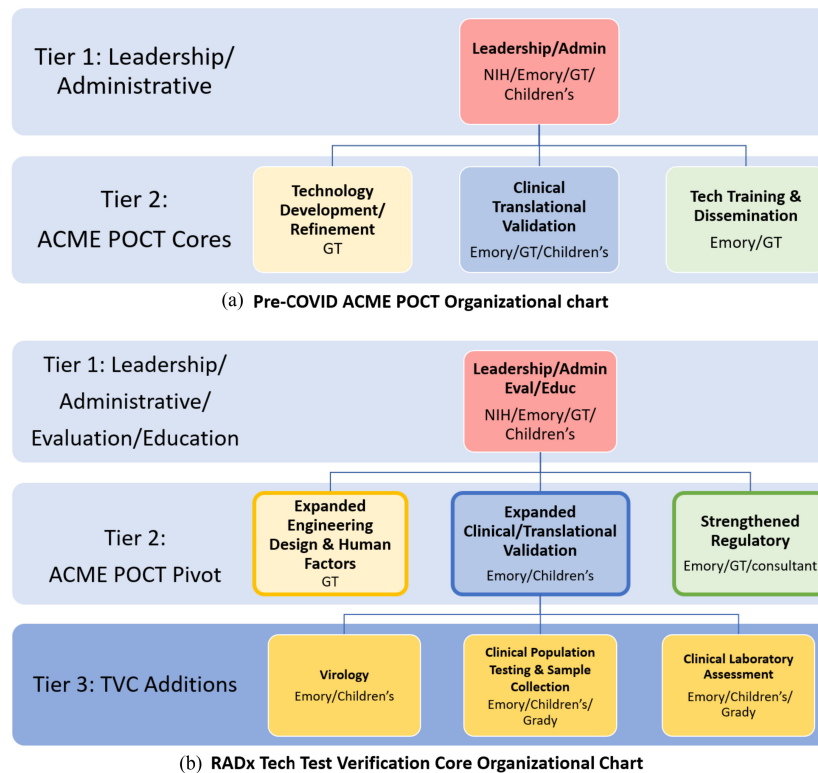 Tier 1: Leadership/
Administrative
Leadership/Admin
NIH/Emory/GT/
Children's
Tier 2:
ACME POCT Cores
Technology
Development/
Refinement
GT
Clinical
Translational
Validation
Emory/GT/Children's
Tech Training &
Dissemination
Emory/GT
(a) Pre-COVID ACME POCT Organizational chart
Tier 1: Leadership/
Administrative/
Evaluation/Education
Leadership/Admin
Eval/Educ
NIH/Emory/GT/
Children's
Tier 2:
ACME POCT Pivot
Expanded
Engineering
Design & Human
Factors
GT
Expanded
Clinical/Translational
Validation
Emory/Children's
Strengthened
Regulatory
Emory/GT/consultant
Tier 3: TVC Additions
Virology
Emory/Children's
Clinical Population
Testing & Sample
Collection
Emory/Children's/
Grady
Clinical Laboratory
Assessment
Emory/Children's/
Grady
(b) RADx Tech Test Verification Core Organizational Chart